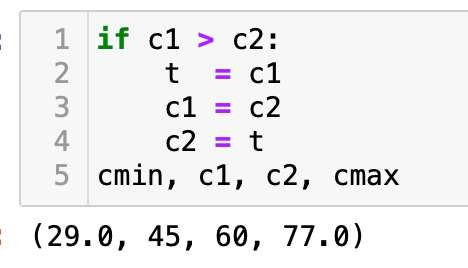 1 if c1 > c2:
2     t  = c1
3     c1 = c2
4     c2 = t
5 cmin, c1, c2, cmax
: (29.0, 45, 60, 77.0)